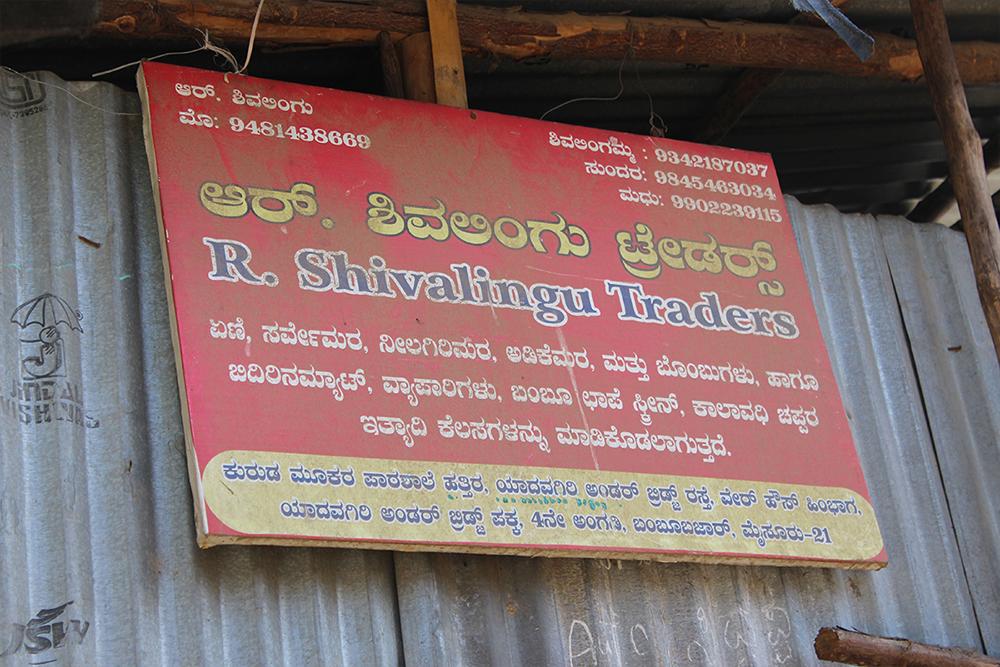 ಆರ್. ಶಿವಲಿಂಗು
ಮೊ: 9481438669
ಶಿವಲಿಂಗಮ್ಮ : 9342187037
ಸುಂದರ: 9845463034
ಮಧು: 9902239115
ಆರ್. ಶಿವಲಿಂಗು ಟ್ರೇಡರ್ಸ್
R. Shivalingu Traders
ಏಣಿ, ಸರ್ವೇಮರ, ನೀಲಗಿರಿಮರ, ಅಡಿಕೆಮರ, ಮತ್ತು ಬೊಂಬುಗಳು, ಹಾಗೂ
ಬಿದಿರಿನಮ್ಯಾಟ್, ವ್ಯಾಪಾರಿಗಳು, ಬಂಬೂ ಛಾಪೆ ಸ್ಕ್ರೀನ್, ಕಾಲಾವಧಿ ಚಪ್ಪರ
ಇತ್ಯಾದಿ ಕೆಲಸಗಳನ್ನು ಮಾಡಿಕೊಡಲಾಗುತ್ತದೆ.
ಕುರುಡ ಮೂಕರ ಪಾಠಶಾಲೆ ಹತ್ತಿರ, ಯಾದವಗಿರಿ ಅಂಡರ್ ಬ್ರಿಡ್ಜ್ ರಸ್ತೆ, ವೇರ್ ಹೌಸ್ ಹಿಂಭಾಗ,
ಯಾದವಗಿರಿ ಅಂಡರ್ ಬ್ರಿಡ್ಜ್ ಪಕ್ಕ, 4ನೇ ಅಂಗಡಿ, ಬಂಬೂಬಜಾರ್, ಮೈಸೂರು-21